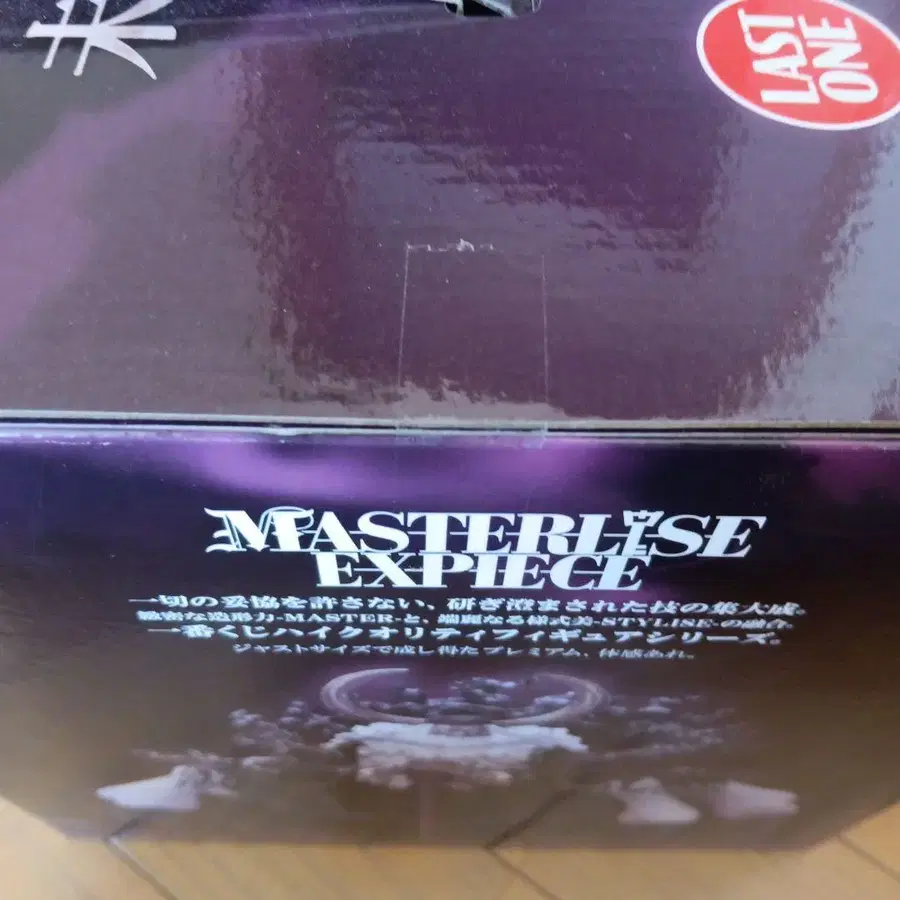 LAST
ONE
MASTERLISE
EXPIECE
一切の妥協を許さない、研ぎ澄まされた技の集大成。
緻密な造形力-MASTER-と、端麗なる様式美-STYLISE-の融合。
一番くじハイクオリティフィギュアシリーズ。
ジャストサイズで成し得たプレミアム、体感あれ。